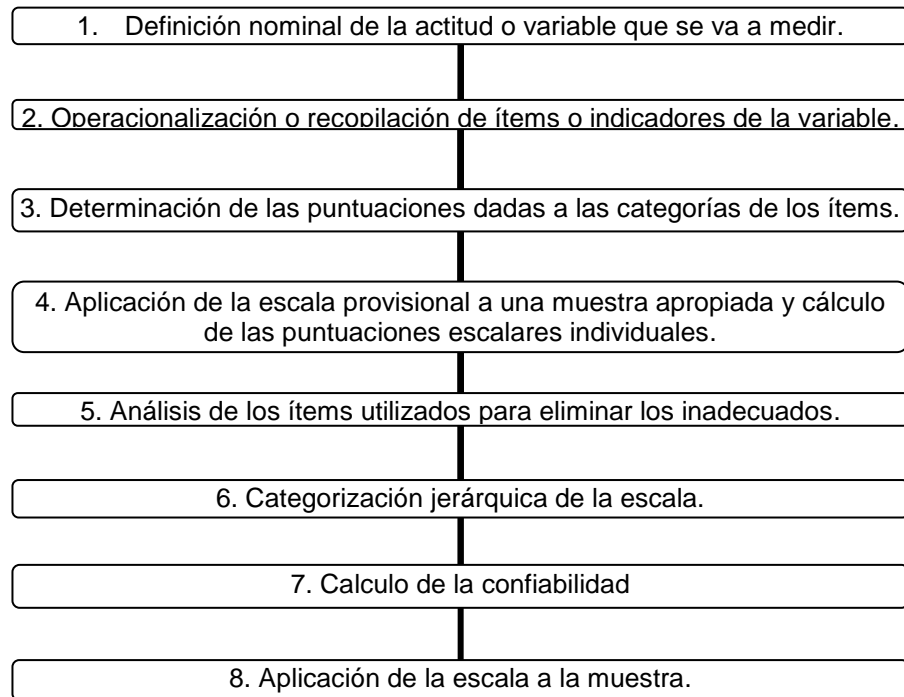 1. Definición nominal de la actitud o variable que se va a medir.
2. Operacionalización o recopilación de ítems o indicadores de la variable.
3. Determinación de las puntuaciones dadas a las categorías de los ítems.
4. Aplicación de la escala provisional a una muestra apropiada y cálculo
de las puntuaciones escalares individuales.
5. Análisis de los ítems utilizados para eliminar los inadecuados.
6. Categorización jerárquica de la escala.
7. Calculo de la confiabilidad
8. Aplicación de la escala a la muestra.